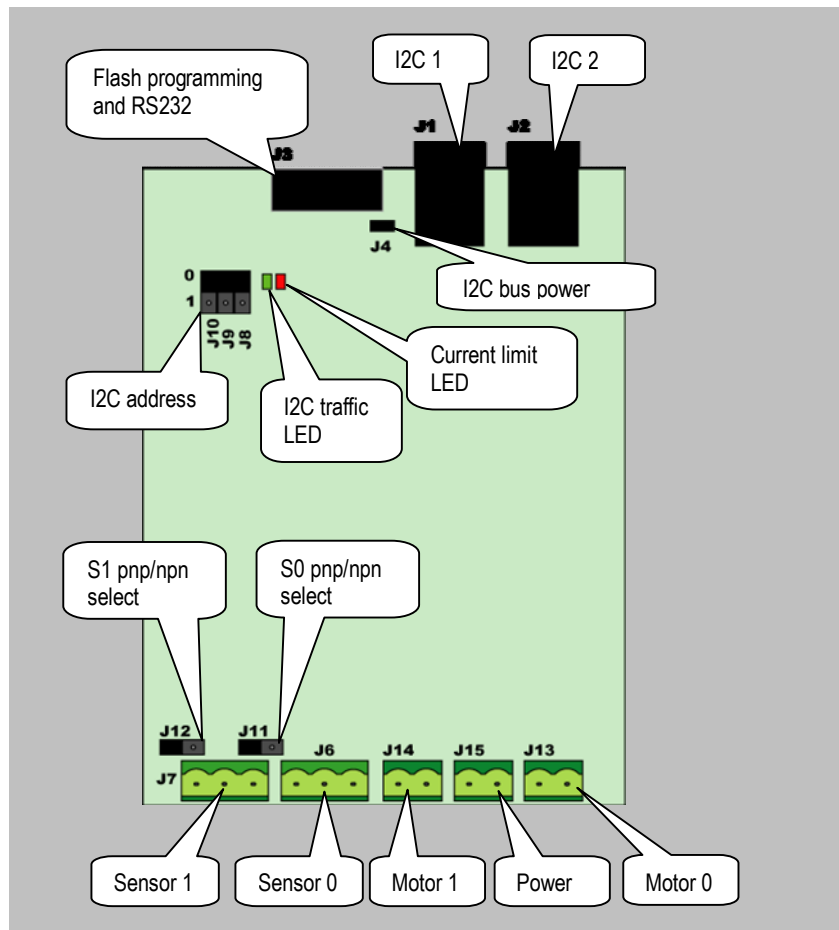 I2C 1
I2C 2
Flash programming
and RS232
J1
J2
J3
J4
I2C bus power
0
1
J10
J9
J8
Current limit
LED
I2C address
I2C traffic
LED
S1 pnp/npn
select
S0 pnp/npn
select
J12
J11
J6
J14
J15
J13
J7
Sensor 1
Sensor 0
Motor 1
Power
Motor 0